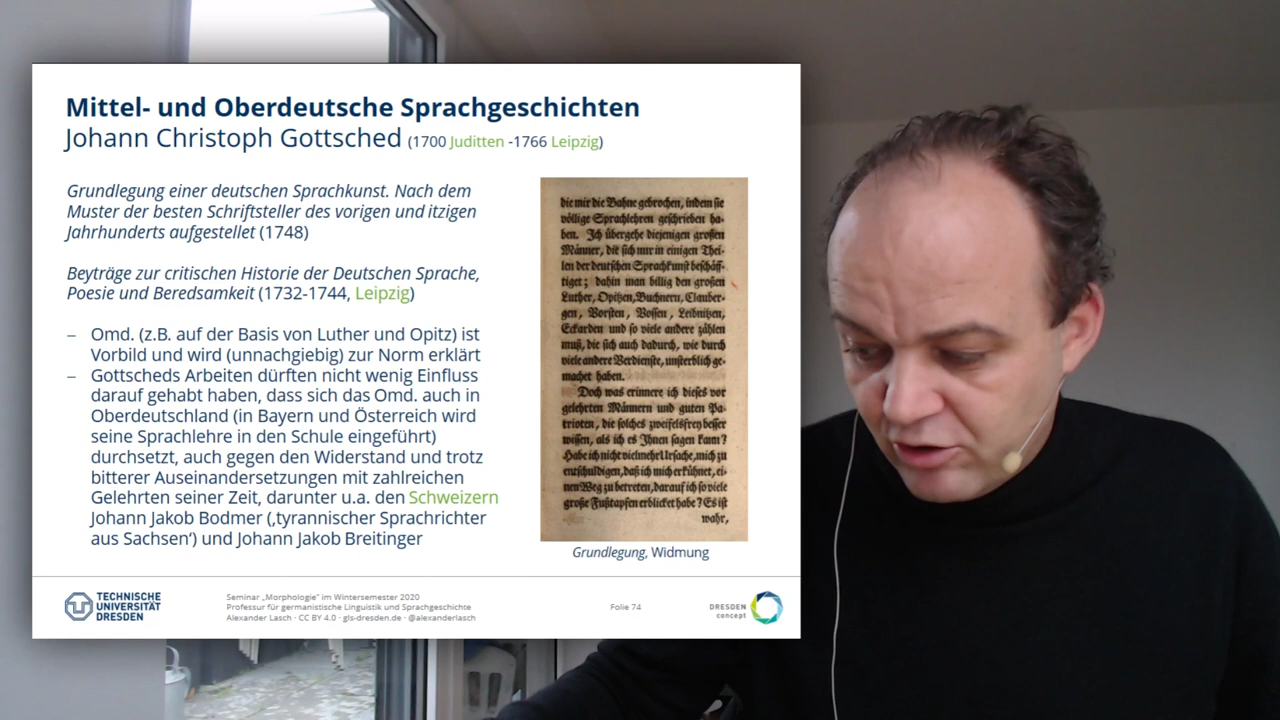 Mittel- und Oberdeutsche Sprachgeschichten
Johann Christoph Gottsched (1700 Juditten -1766 Leipzig)
Grundlegung einer deutschen Sprachkunst. Nach dem
Muster der besten Schriftsteller des vorigen und itzigen
Jahrhunderts aufgestellet (1748)
Beyträge zur critischen Historie der Deutschen Sprache,
Poesie und Beredsamkeit (1732-1744, Leipzig)
– Omd. (z.B. auf der Basis von Luther und Opitz) ist
Vorbild und wird (unnachgiebig) zur Norm erklärt
– Gottscheds Arbeiten dürften nicht wenig Einfluss
darauf gehabt haben, dass sich das Omd. auch in
Oberdeutschland (in Bayern und Österreich wird
seine Sprachlehre in den Schule eingeführt)
durchsetzt, auch gegen den Widerstand und trotz
bitterer Auseinandersetzungen mit zahlreichen
Gelehrten seiner Zeit, darunter u.a. den Schweizern
Johann Jakob Bodmer (‚tyrannischer Sprachrichter
aus Sachsen‘) und Johann Jakob Breitinger
die mir die Bahne gebrochen, indem sie
völlige Sprachlehren geschrieben ha-
ben. Ich übergehe diejenigen großen
Männer, die sich nur in einigen Thei-
len der deutschen Sprachkunst beschäff-
tiget; dahin man billig den großen
Luther, Opitzen, Buchnern, Clauber-
gen, Vorsten, Vossen, Leibnitzen,
Eckarden und so viele andere zählen
muß, die sich auch dadurch, wie durch
viele andere Verdienste, unsterblich ge-
machet haben.
Doch was erinnere ich dieses vor
gelehrten Männern und guten Pa-
trioten, die solches zweifelsfrey besser
wissen, als ich es Ihnen sagen kann?
Habe ich nicht vielmehr Ursache, mich zu
entschuldigen, daß ich mich erkühnet, ei-
nen Weg zu betreten, darauf ich so viele
große Fußtapfen erblicket habe? Es ist
wahr,
Grundlegung, Widmung
TECHNISCHE
UNIVERSITÄT
DRESDEN
Seminar „Morphologie“ im Wintersemester 2020
Professur für germanistische Linguistik und Sprachgeschichte
Alexander Lasch · CC BY 4.0 · gls-dresden.de · @alexanderlasch
Folie 74
DRESDEN
concept